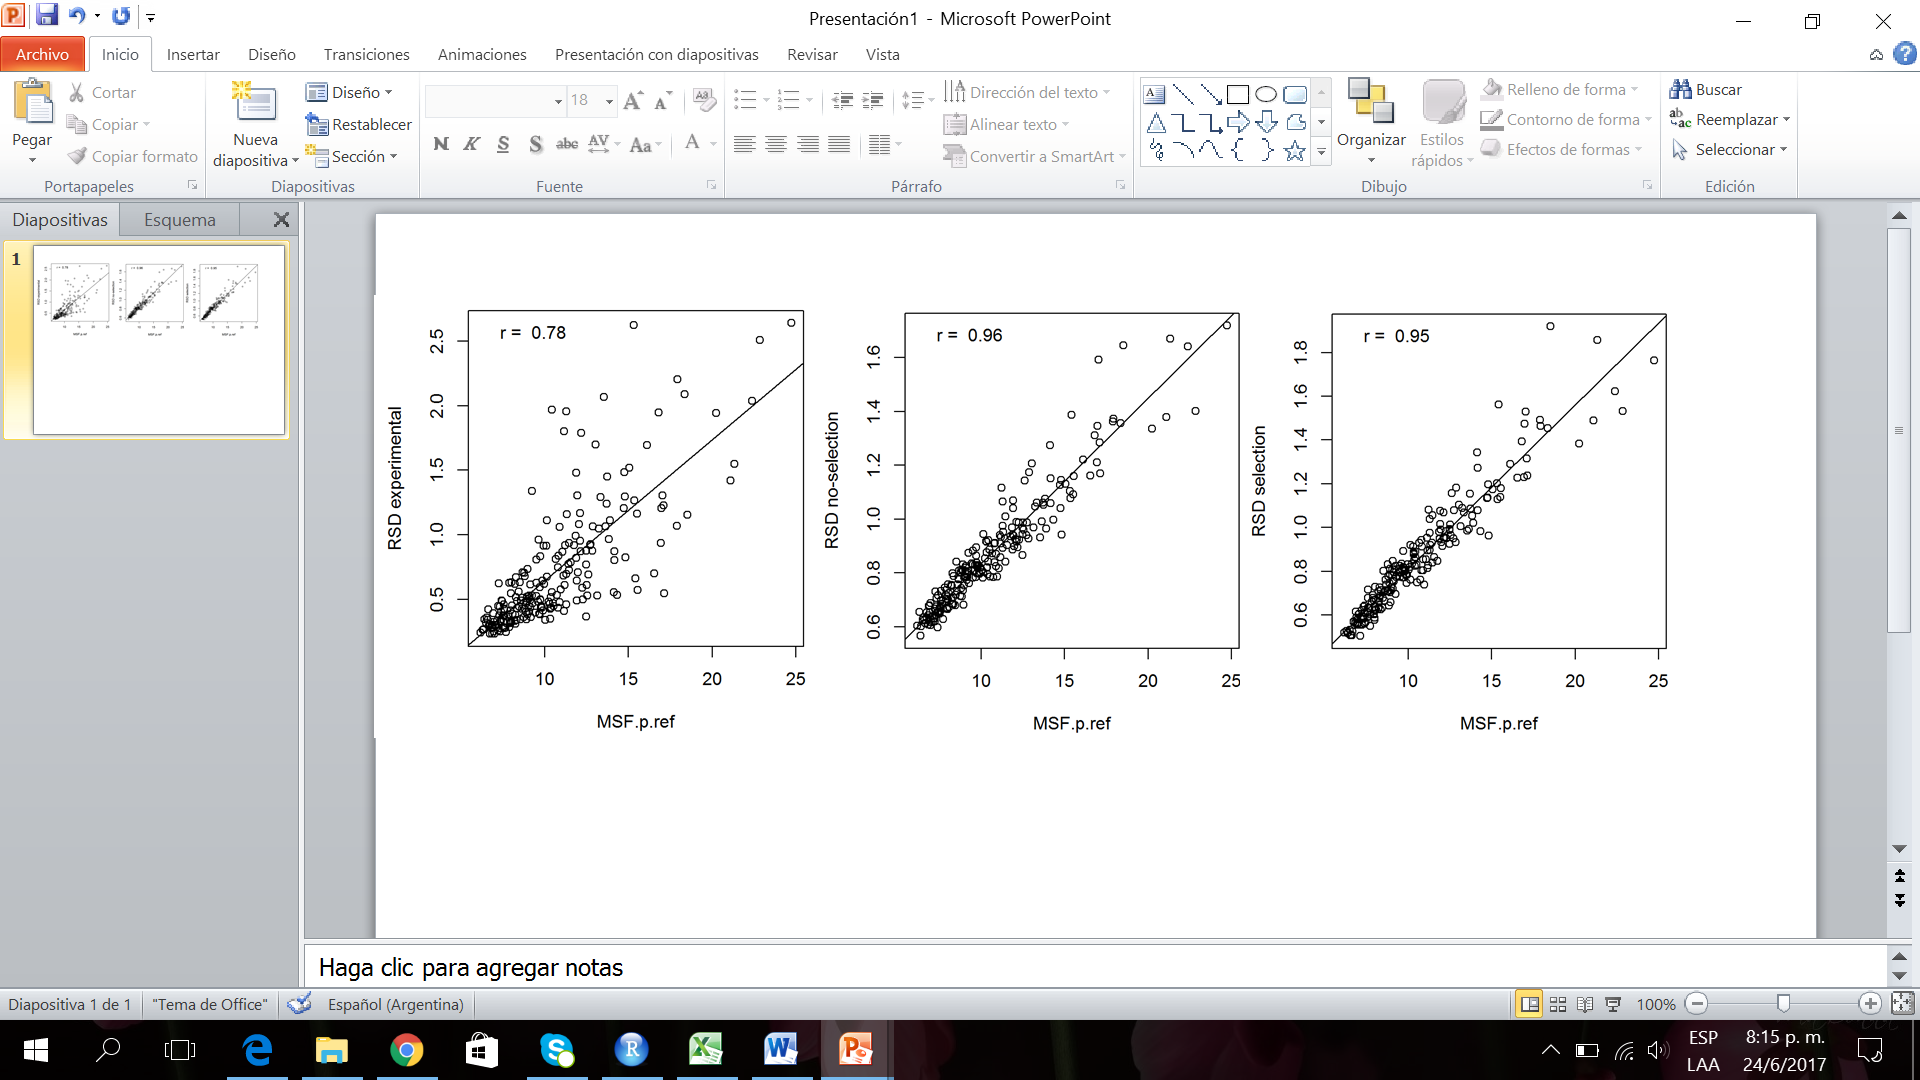 Presentación1 - Microsoft PowerPoint
Archivo Inicio Insertar Diseño Transiciones Animaciones Presentación con diapositivas Revisar Vista
Pegar
Cortar
Copiar
Copiar formato
Portapapeles
Nueva
diapositiva
Diseño
Restablecer
Sección
Diapositivas
18
N K S S abc AV Aa A
Fuente
Dirección del texto
Alinear texto
Convertir a SmartArt
Párrafo
Organizar
Estilos
rápidos
Relleno de forma
Contorno de forma
Efectos de formas
Dibujo
Buscar
Reemplazar
Seleccionar
Edición
Diapositivas Esquema
1
r = 0.78
RSD experimental
2.5
2.0
1.5
1.0
0.5
10 15 20 25
MSF.p.ref
r = 0.96
RSD no-selection
1.6
1.4
1.2
1.0
0.8
0.6
10 15 20 25
MSF.p.ref
r = 0.95
RSD selection
1.8
1.6
1.4
1.2
1.0
0.8
0.6
10 15 20 25
MSF.p.ref
Haga clic para agregar notas
Diapositiva 1 de 1 "Tema de Office" Español (Argentina) 100%
ESP 8:15 p. m.
LAA 24/6/2017